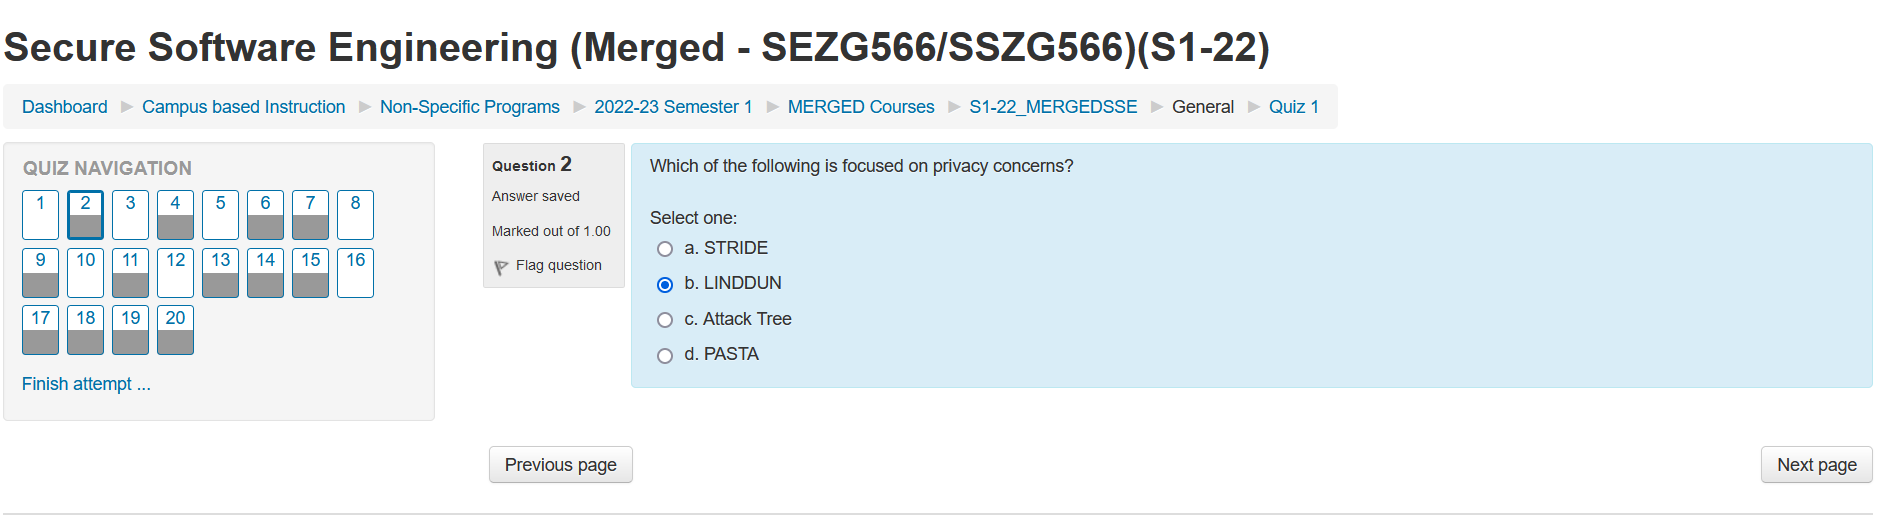 Secure Software Engineering (Merged - SEZG566/SSZG566)(S1-22)
Dashboard Campus based Instruction Non-Specific Programs 2022-23 Semester 1 MERGED Courses S1-22_MERGEDSSE General Quiz 1
QUIZ NAVIGATION
1 2 3 4 5 6 7 8
9 10 11 12 13 14 15 16
17 18 19 20
Finish attempt ...
Question 2
Answer saved
Marked out of 1.00
Flag question
Which of the following is focused on privacy concerns?
Select one:
a. STRIDE
b. LINDDUN
c. Attack Tree
d. PASTA
Previous page
Next page